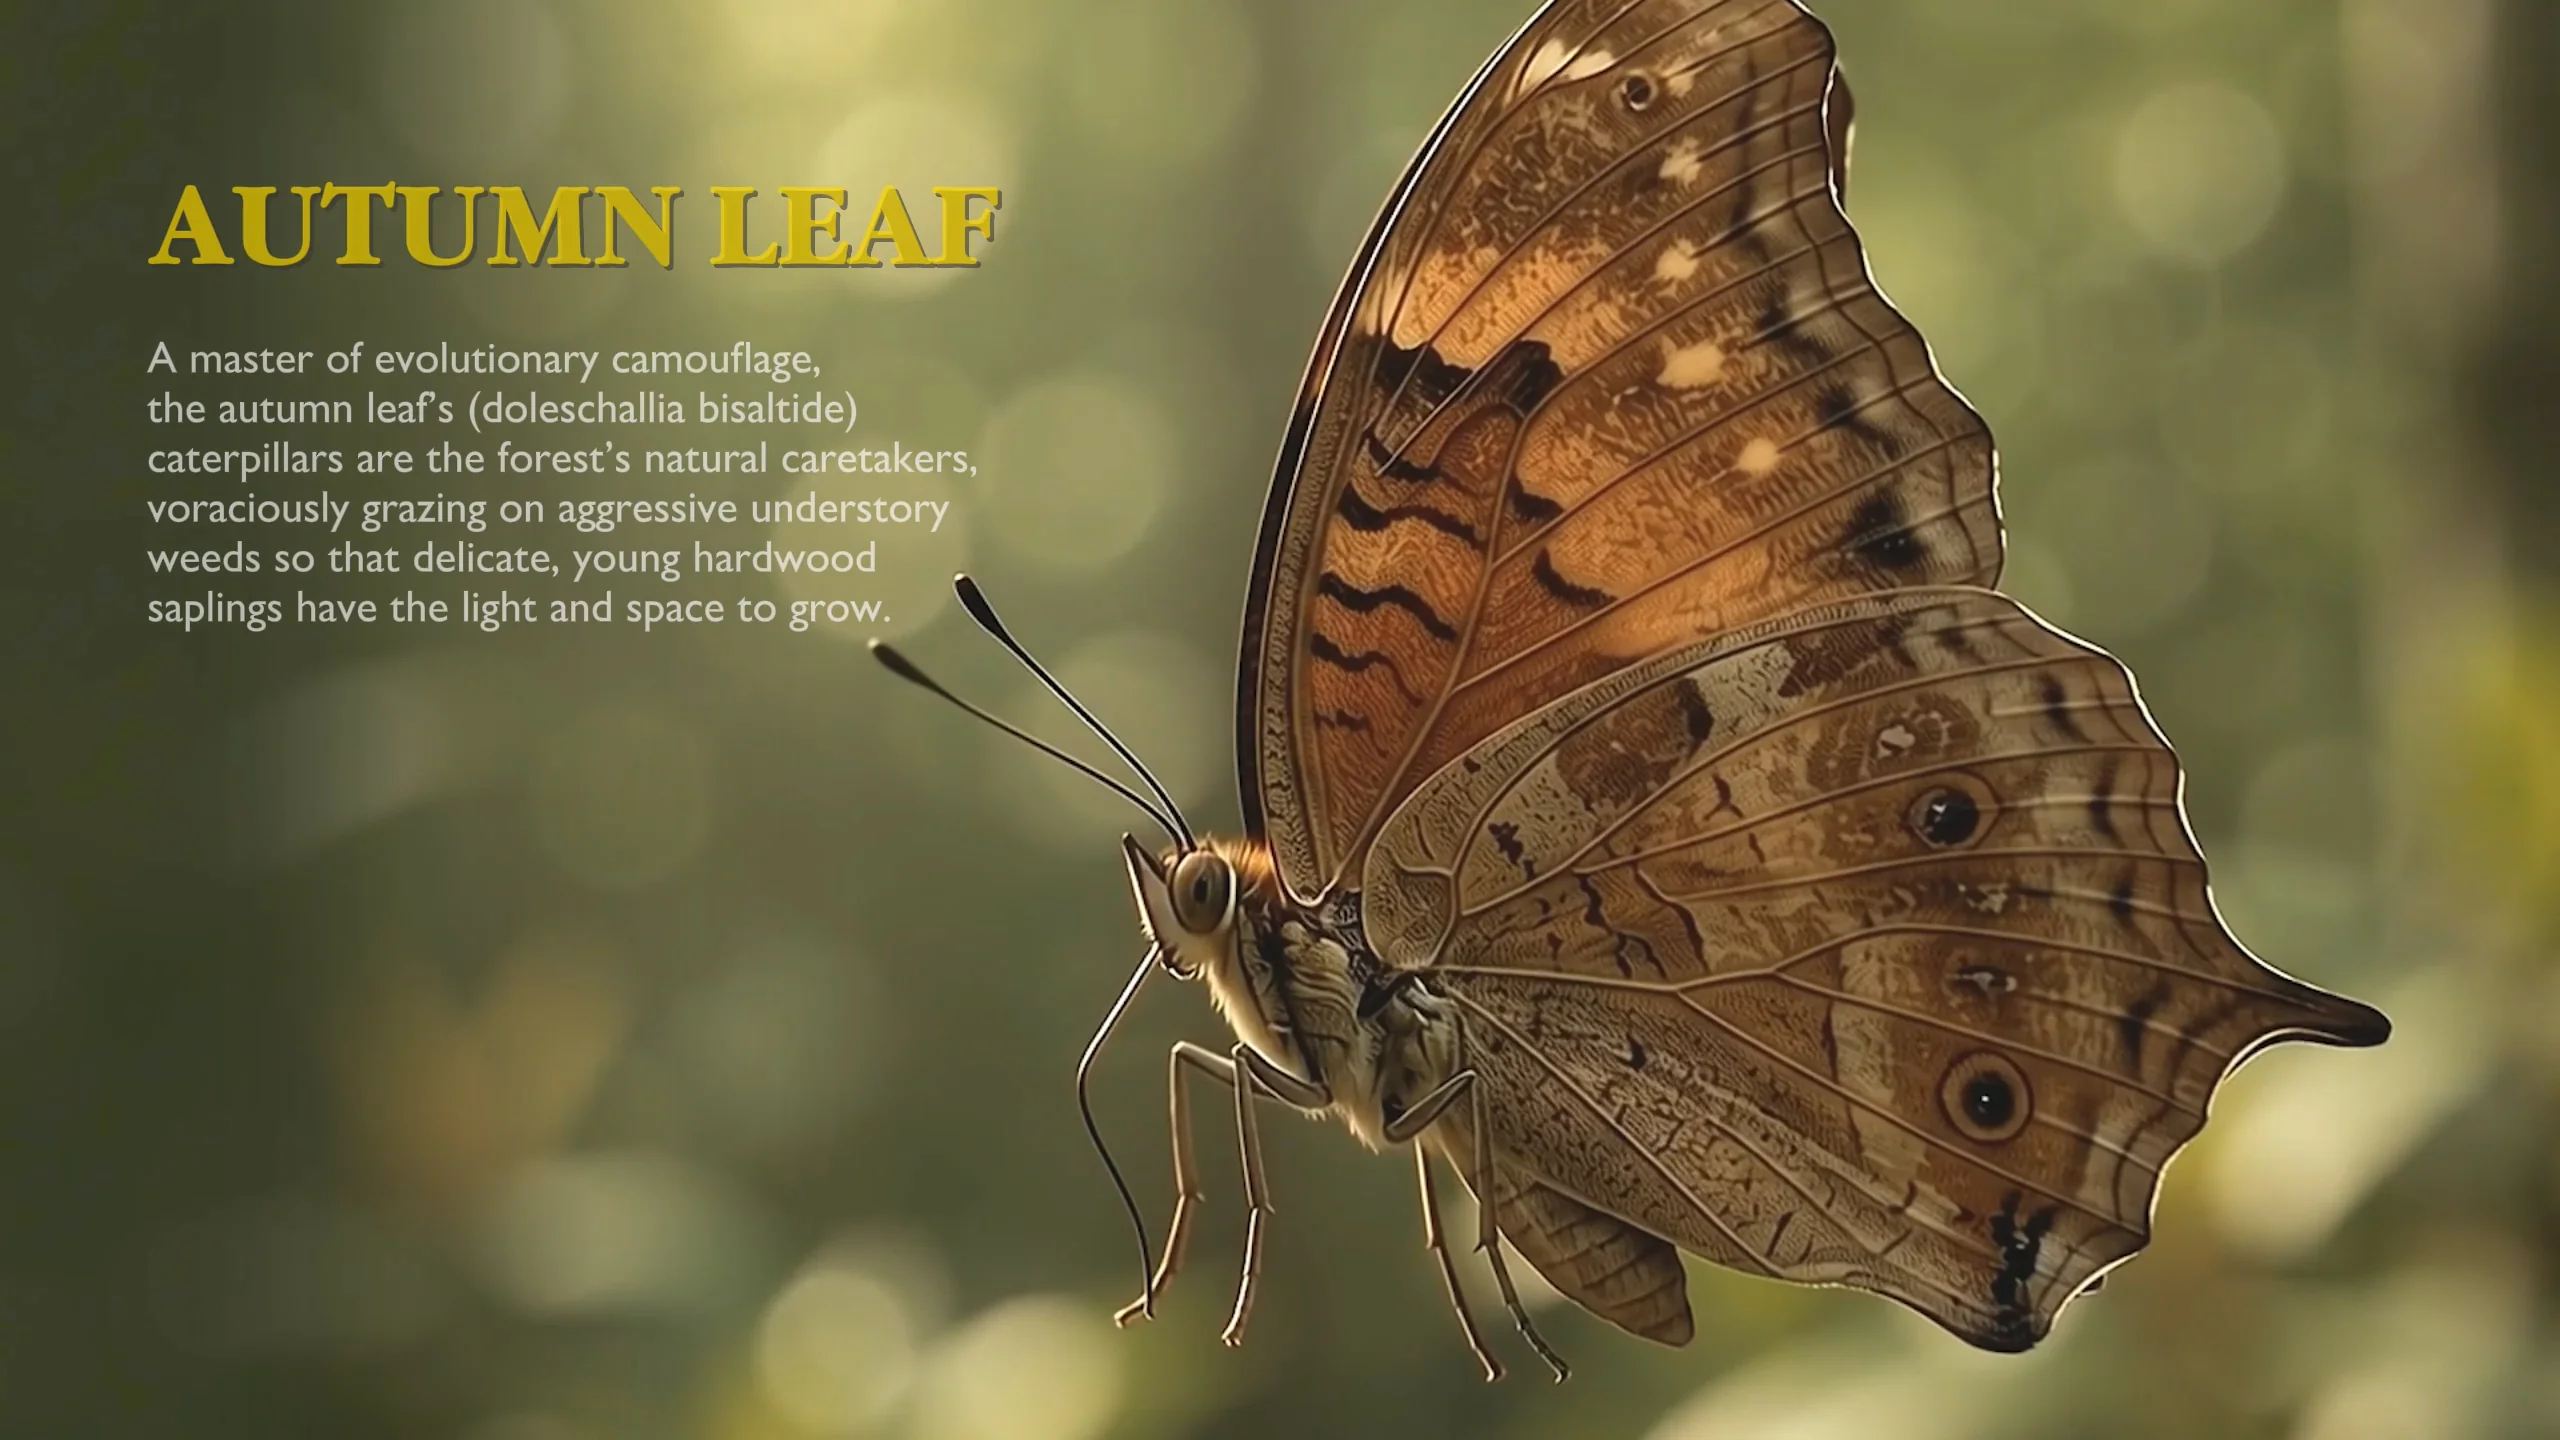 AUTUMN LEAF
A master of evolutionary camouflage,
the autumn leaf’s (doleschallia bisaltide)
caterpillars are the forest’s natural caretakers,
voraciously grazing on aggressive understory
weeds so that delicate, young hardwood
saplings have the light and space to grow.